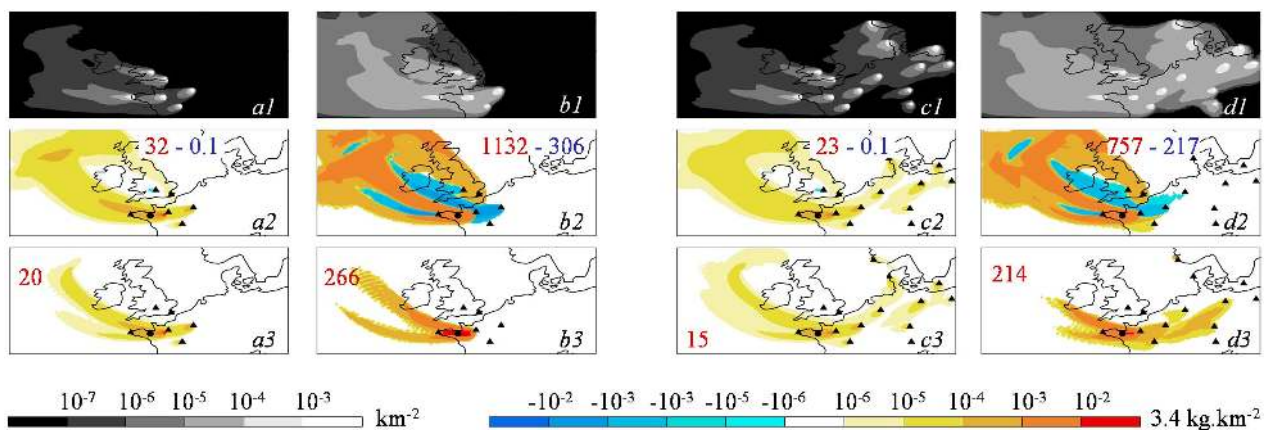 a1 b1 c1 d1
32 - 0.1 1132 - 306 23 - 0.1 757 - 217
a2 b2 c2 d2
20 266 214
15
a3 b3 c3 d3
10-7 10-6 10-5 10-4 10-3 km-2
-10-2 -10-3 -10-3 -10-5 -10-6 10-6 10-5 10-4 10-3 10-2 3.4 kg.km-2